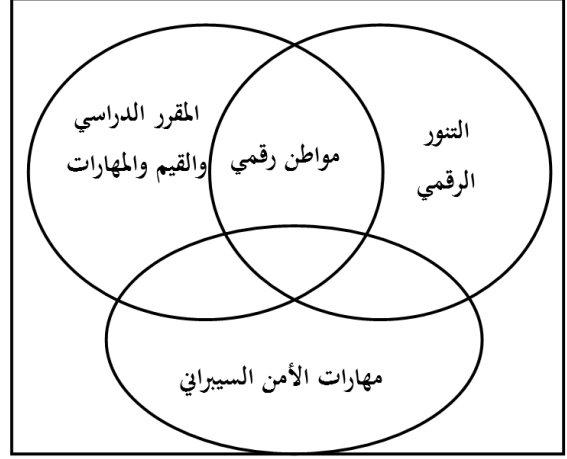 المقرر الدراسي
والقيم والمهارات
مواطن رقمي
التنور
الرقمي
مهارات الأمن السيبراني